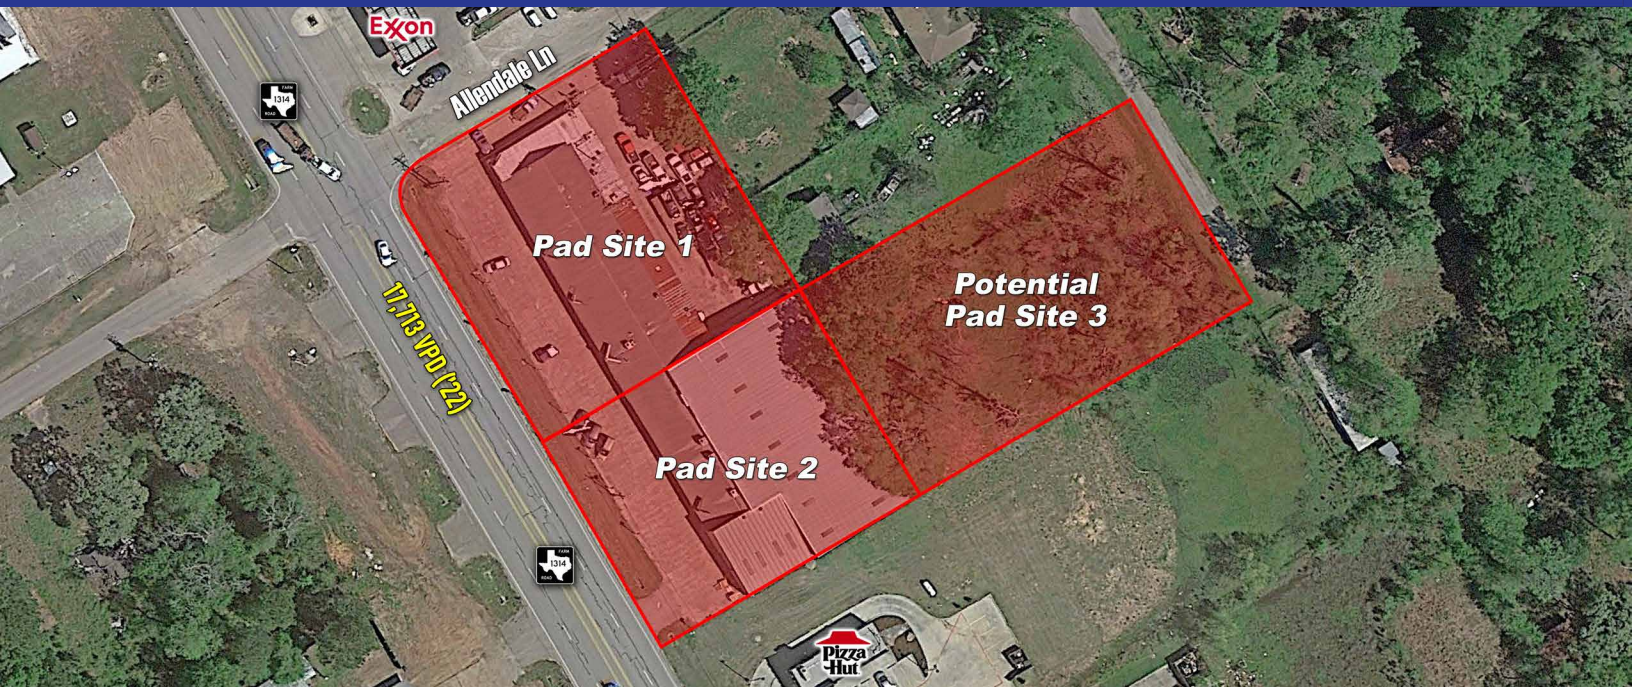 Exxon
Allendale Ln
FARM
1314
ROAD
Pad Site 1
Potential
Pad Site 3
17,713 VPD ('22)
Pad Site 2
FARM
1314
ROAD
Pizza
Hut